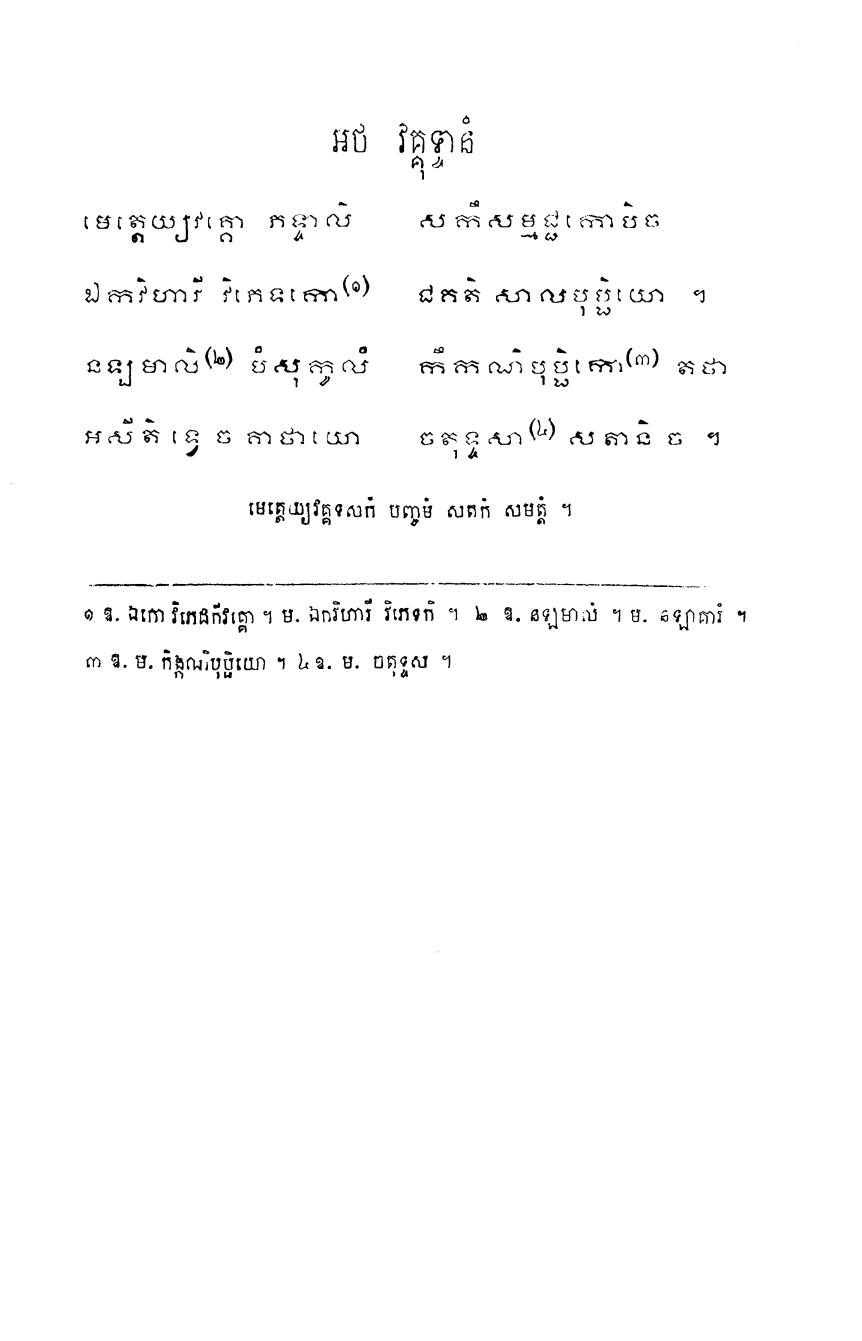 អថ វគ្គុទ្ទានំ
មេត្តេយ្យវគ្គោ ភទ្ទាលិ សកឹសម្មជ្ជកោបិច
ឯកវិហារី វិភេទកោ(១) ជគតិ សាលបុប្ផិយោ ។
នឡមាលិ(២) បំសុកូលំ កឹកណិបុប្ផិកោ(៣) តថា
អសីតិ ទ្វេ ច គាថាយោ ចតុទ្ទសា(៤) សតានិ ច ។
មេត្តេយ្យវគ្គទសកំ បញ្ចមំ សតកំ សមត្តំ ។
១ ឱ. ឯកោ វិភេដកីវគ្គោ ។ ម. ឯកវិហារី វិភេទកិ ។ ២ ឱ. នឡមាលំ ។ ម. នឡាគារំ ។
៣ ឱ. ម. កិង្កណិបុប្ផិយោ ។ ៤ ឱ. ម. ចតុទ្ទស ។